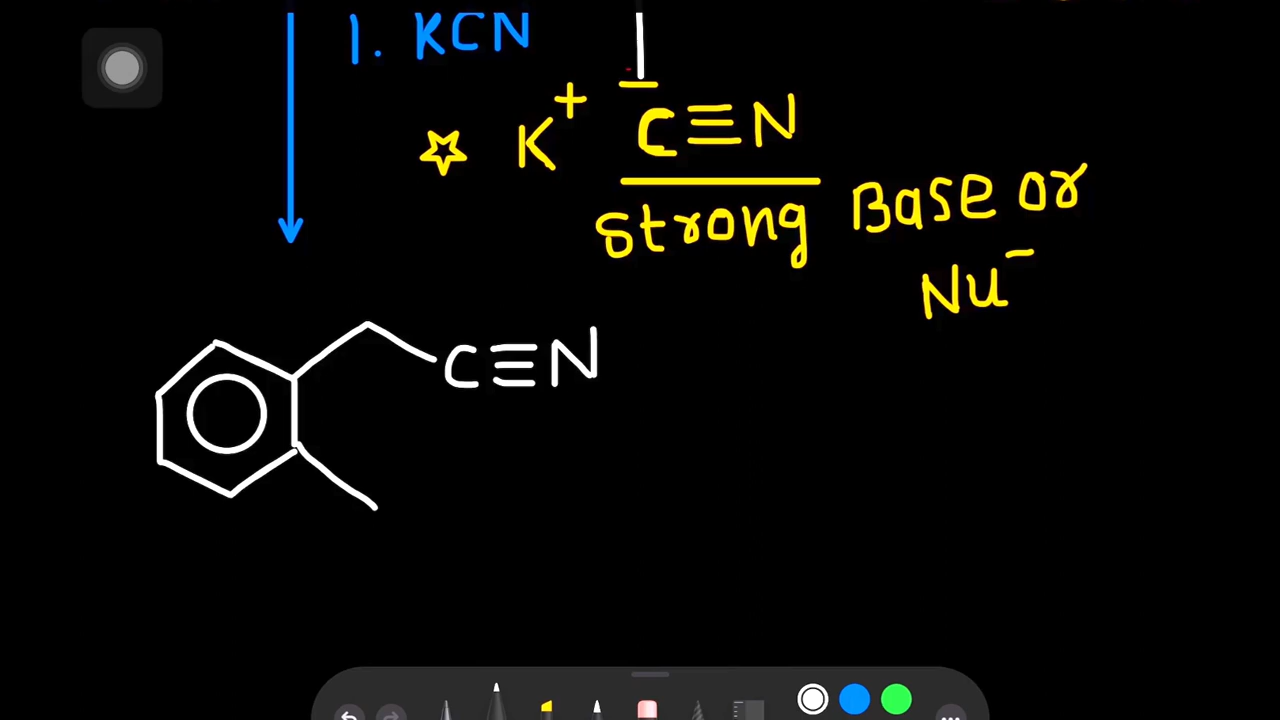 1. KCN
☆ K⁺ ⁻C≡N
Strong Base or
Nu⁻
C≡N